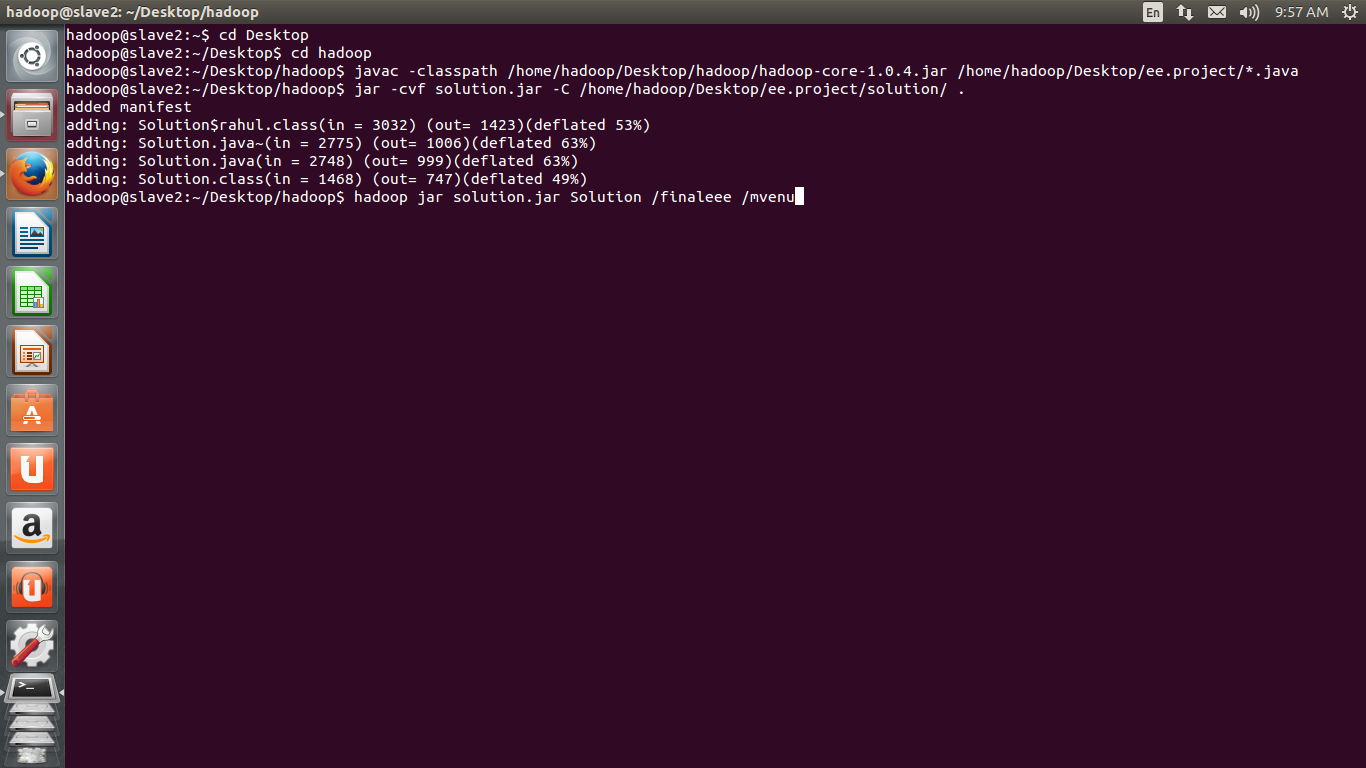 hadoop@slave2: ~/Desktop/hadoop
En
9:57 AM
hadoop@slave2:~$ cd Desktop
hadoop@slave2:~/Desktop$ cd hadoop
hadoop@slave2:~/Desktop/hadoop$ javac -classpath /home/hadoop/Desktop/hadoop/hadoop-core-1.0.4.jar /home/hadoop/Desktop/ee.project/*.java
hadoop@slave2:~/Desktop/hadoop$ jar -cvf solution.jar -C /home/hadoop/Desktop/ee.project/solution/ .
added manifest
adding: Solution$rahul.class(in = 3032) (out= 1423)(deflated 53%)
adding: Solution.java~(in = 2775) (out= 1006)(deflated 63%)
adding: Solution.java(in = 2748) (out= 999)(deflated 63%)
adding: Solution.class(in = 1468) (out= 747)(deflated 49%)
hadoop@slave2:~/Desktop/hadoop$ hadoop jar solution.jar Solution /finaleee /mvenu